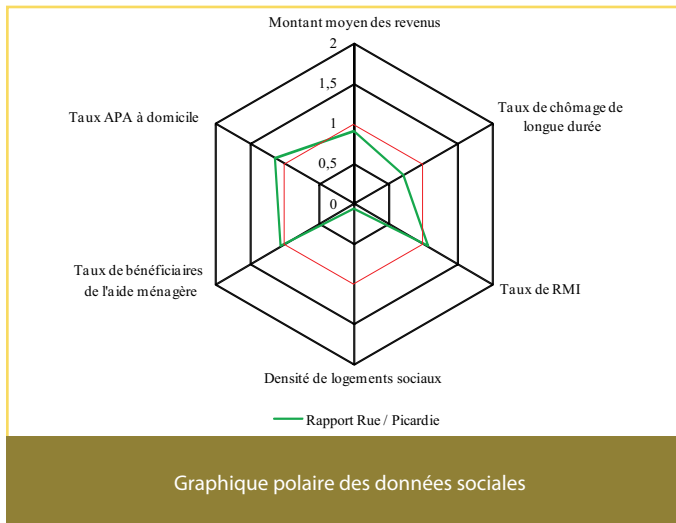 Montant moyen des revenus
2
1,5
1
0,5
0
Taux APA à domicile
Taux de chômage de
longue durée
Taux de bénéficiaires
de l'aide ménagère
Taux de RMI
Densité de logements sociaux
Rapport Rue / Picardie
Graphique polaire des données sociales